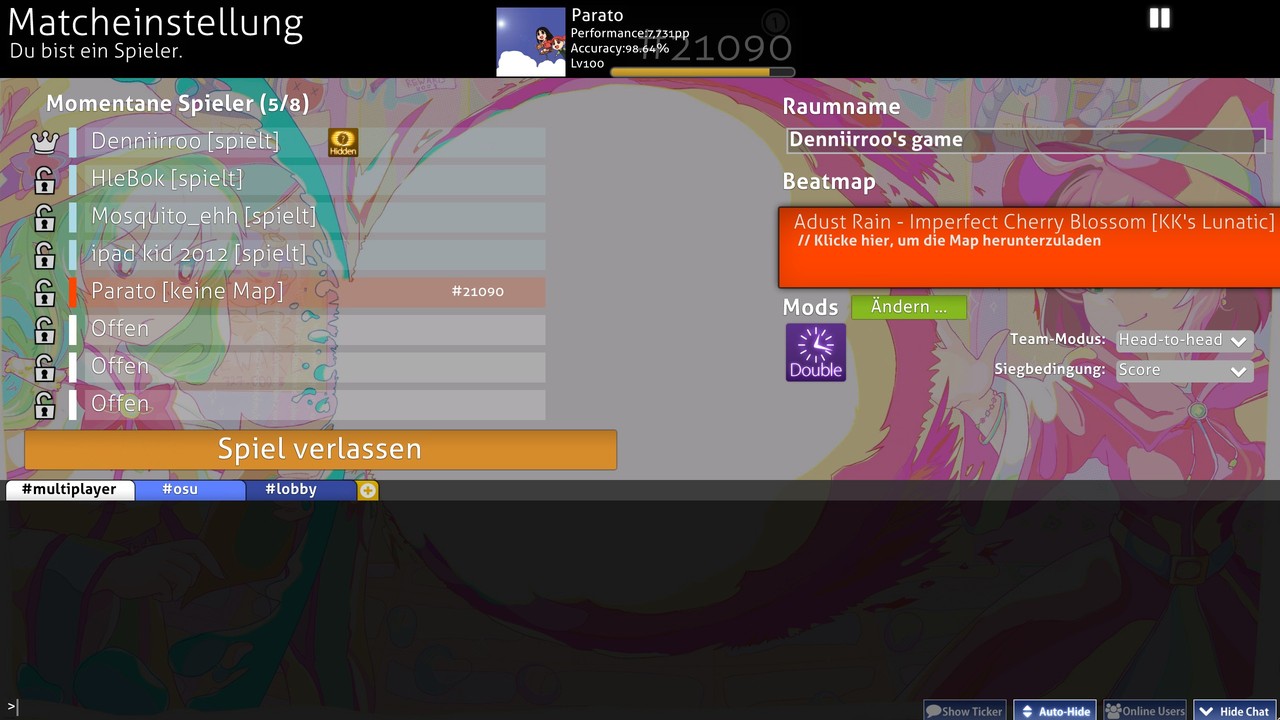 Matcheinstellung
Du bist ein Spieler.
Parato
Performance:7,731pp
Accuracy:98.64%
Lv100
#21090
Momentane Spieler (5/8)
Denniirroo [spielt]
Hidden
HleBok [spielt]
Mosquito_ehh [spielt]
ipad kid 2012 [spielt]
Parato [keine Map]
#21090
Offen
Offen
Offen
Spiel verlassen
Raumname
Denniirroo's game
Beatmap
Adust Rain - Imperfect Cherry Blossom [KK's Lunatic]
// Klicke hier, um die Map herunterzuladen
Mods
Ändern ...
Double
Team-Modus: Head-to-head
Siegbedingung: Score
#multiplayer
#osu
#lobby
>
Show Ticker
Auto-Hide
Online Users
Hide Chat